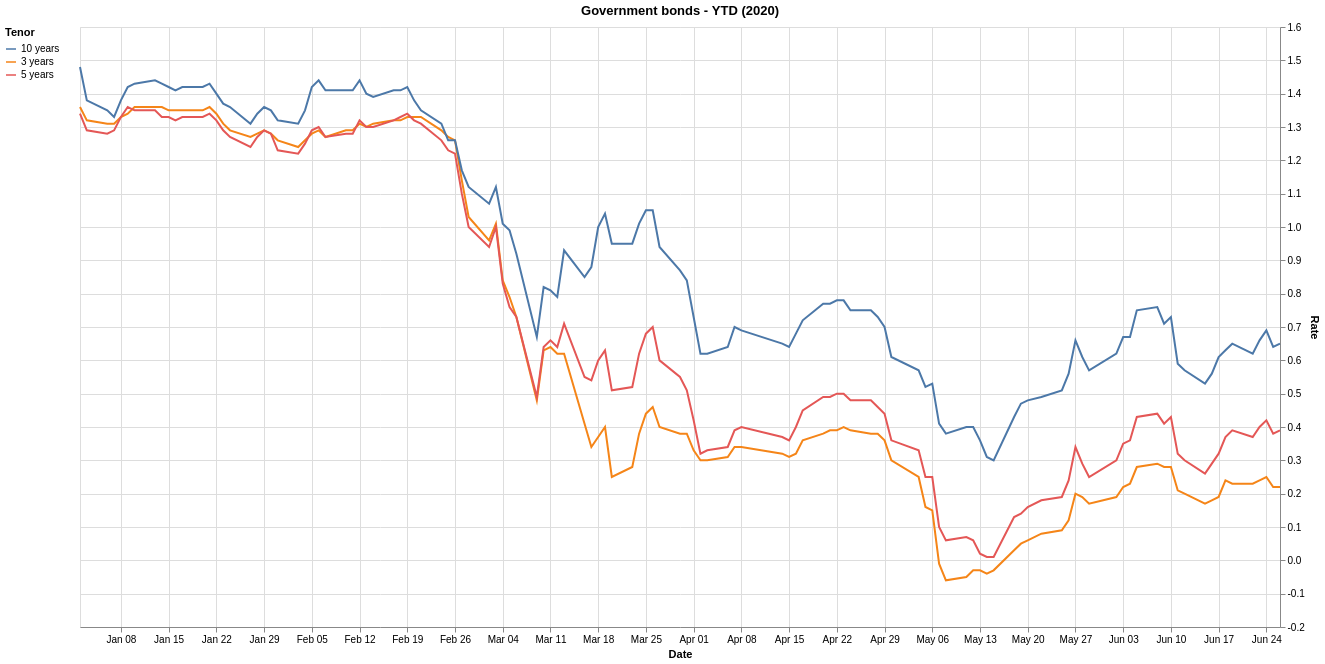 Government bonds - YTD (2020)
Tenor
10 years
3 years
5 years
1.6
1.5
1.4
1.3
1.2
1.1
1.0
0.9
0.8
0.7
0.6
0.5
0.4
0.3
0.2
0.1
0.0
-0.1
-0.2
Rate
Jan 08 Jan 15 Jan 22 Jan 29 Feb 05 Feb 12 Feb 19 Feb 26 Mar 04 Mar 11 Mar 18 Mar 25 Apr 01 Apr 08 Apr 15 Apr 22 Apr 29 May 06 May 13 May 20 May 27 Jun 03 Jun 10 Jun 17 Jun 24
Date